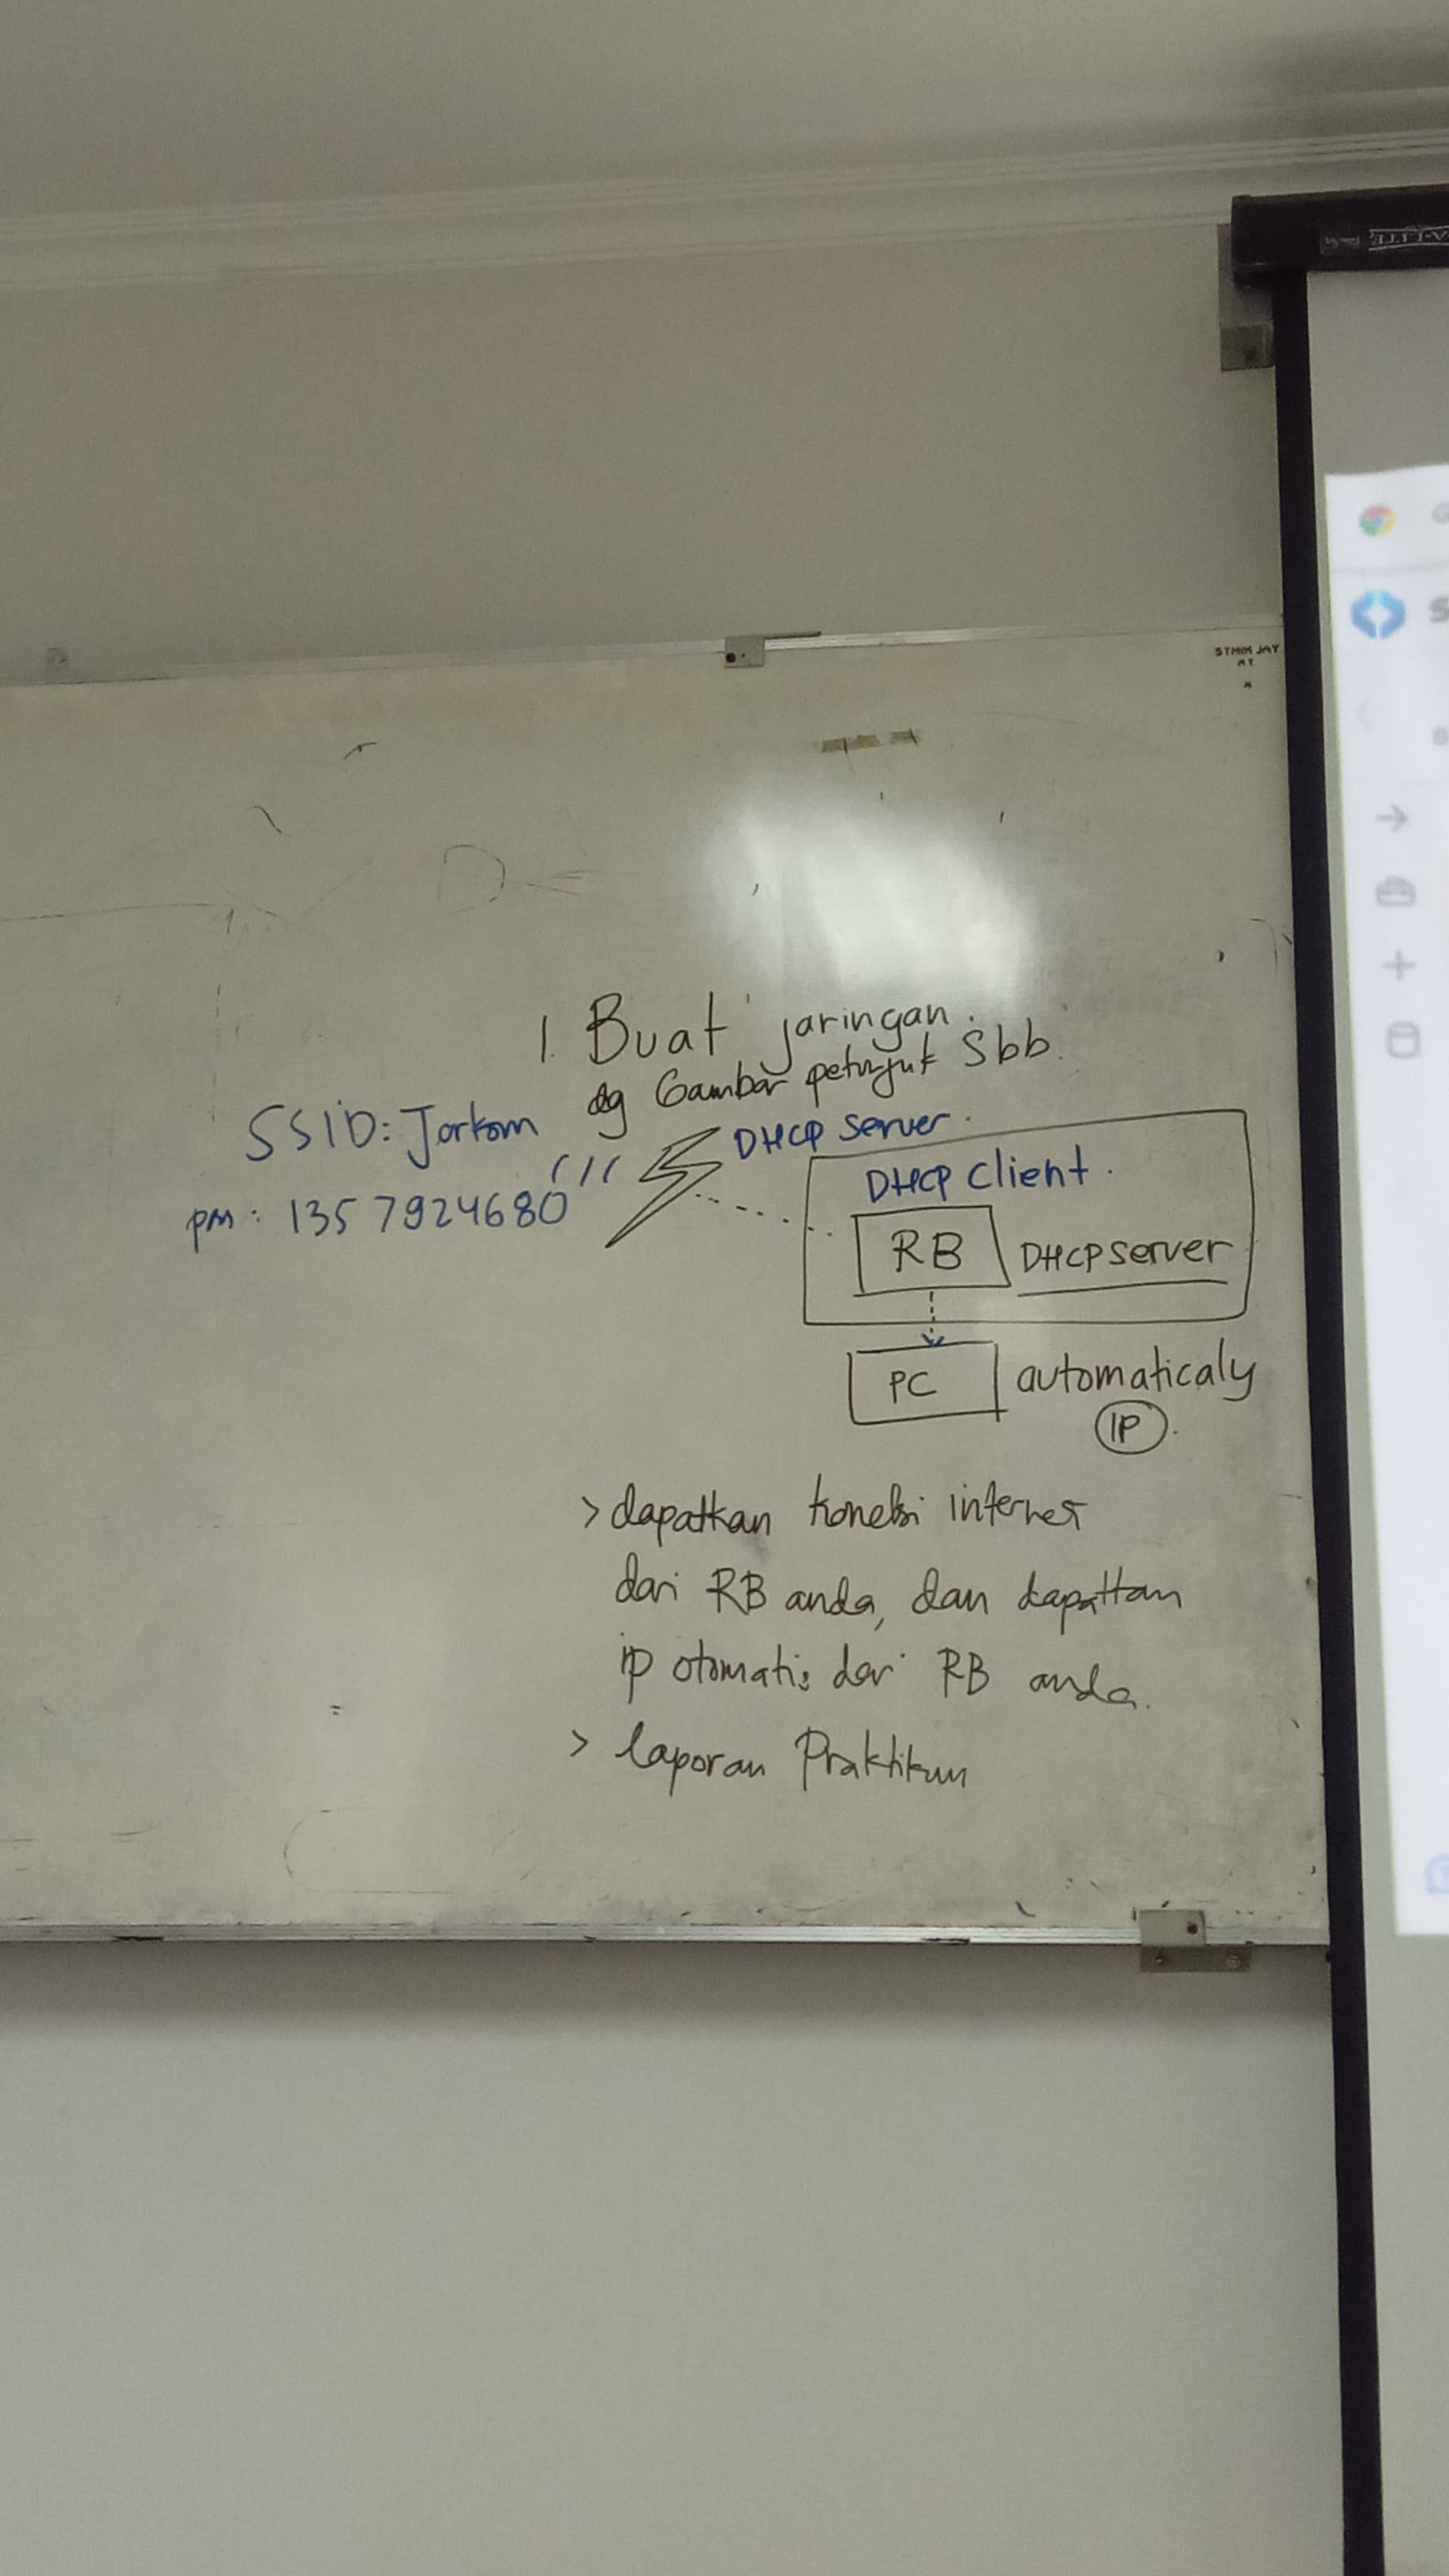 STMIK JAY
1. Buat jaringan.
dg Gambar petunjuk Sbb.
SSID: Jarkom
DHCP Server.
DHCP Client.
pm: 1357924680
RB
DHCP server
PC
automaticaly
IP.
> dapatkan koneksi internet
dari RB anda, dan dapatkan
ip otomatis dari RB anda.
> laporan Praktikum